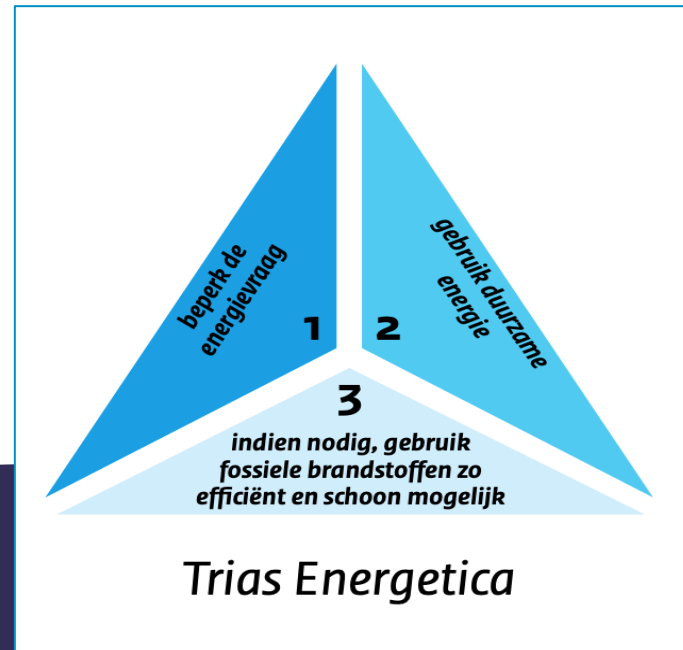 beperk de
energievraag
1
gebruik duurzame
energie
2
3
indien nodig, gebruik
fossiele brandstoffen zo
efficiënt en schoon mogelijk
Trias Energetica